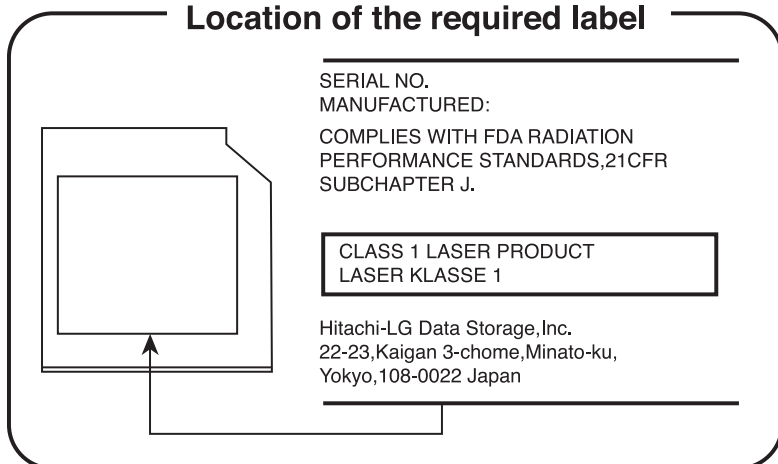 Location of the required label
SERIAL NO.
MANUFACTURED:
COMPLIES WITH FDA RADIATION
PERFORMANCE STANDARDS,21CFR
SUBCHAPTER J.
CLASS 1 LASER PRODUCT
LASER KLASSE 1
Hitachi-LG Data Storage,Inc.
22-23,Kaigan 3-chome,Minato-ku,
Yokyo,108-0022 Japan